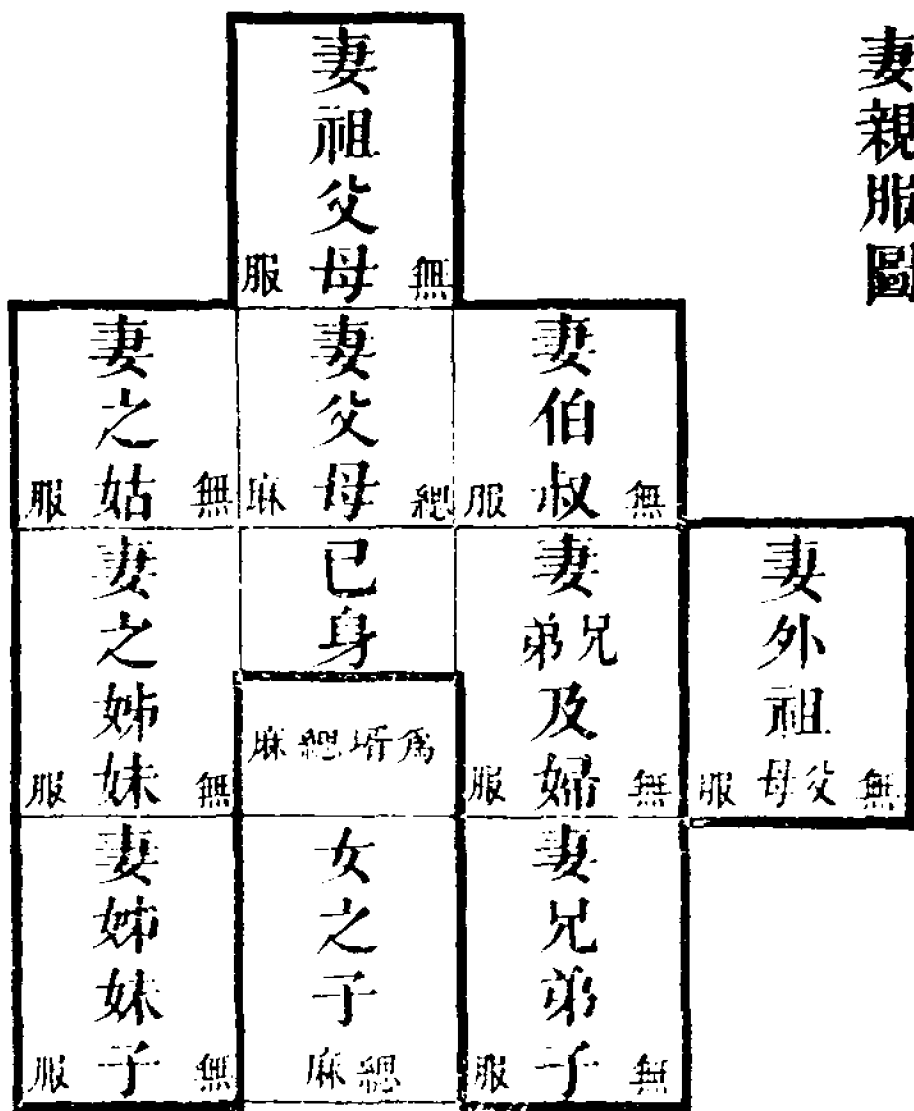 妻親服圖
妻祖父母
無服
妻伯叔
無服
妻父母
緦麻
妻之姑
無服
妻外祖父母
無服
妻兄弟及婦
無服
己身
為壻緦麻
妻之姊妹
無服
妻兄弟子
無服
女之子
緦麻
妻姊妹子
無服